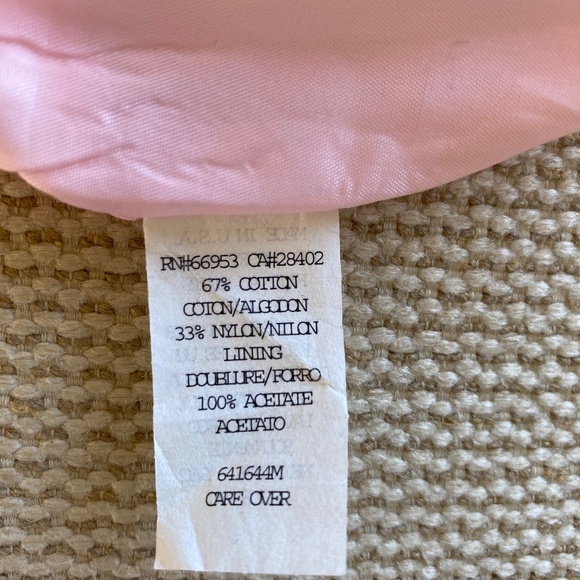 RN#66953 CA#28402
67% COTTON
COTON/ALGODON
33% NYLON/NILON
LINING
DOUBLURE/FORRO
100% ACETATE
ACETATO
641644M
CARE OVER